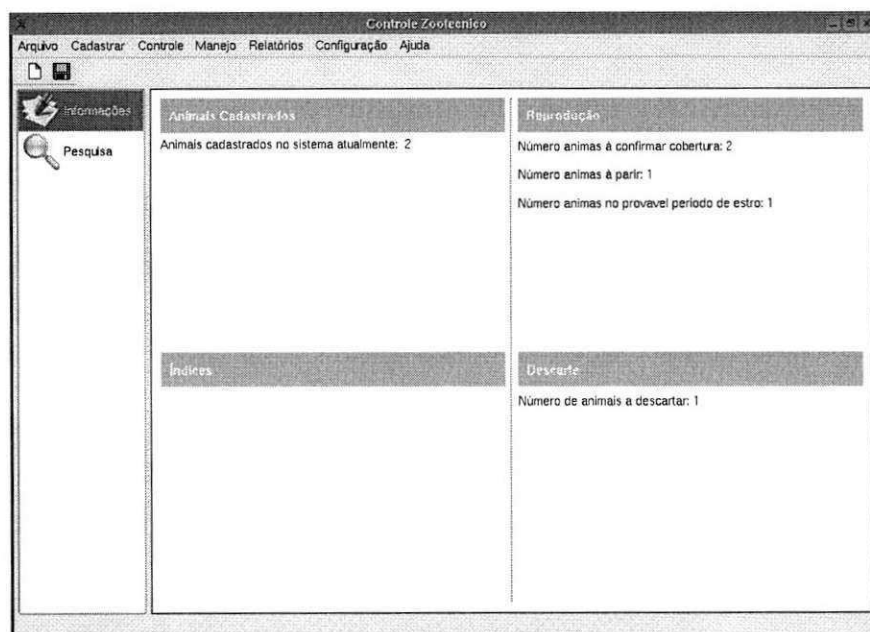 Controle Zootecnico
Arquivo Cadastrar Controle Manejo Relatórios Configuração Ajuda
Informações
Pesquisa
Animais Cadastrados
Animais cadastrados no sistema atualmente: 2
Reprodução
Número animas à confirmar cobertura: 2
Número animas à parir: 1
Número animas no provavel periodo de estro: 1
Índices
Descarte
Número de animais a descartar: 1